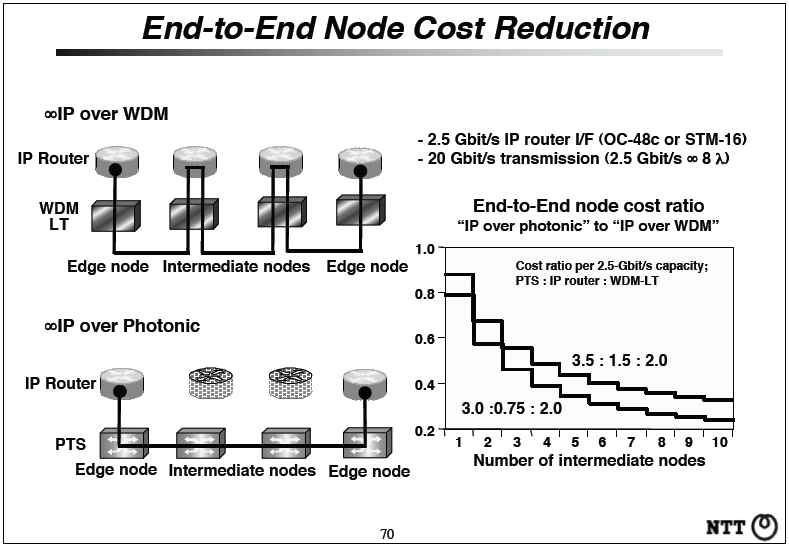 End-to-End Node Cost Reduction
∞IP over WDM
IP Router
WDM
LT
Edge node Intermediate nodes Edge node
∞IP over Photonic
IP Router
PTS
Edge node Intermediate nodes Edge node
- 2.5 Gbit/s IP router I/F (OC-48c or STM-16)
- 20 Gbit/s transmission (2.5 Gbit/s ∞ 8 λ)
End-to-End node cost ratio
“IP over photonic” to “IP over WDM”
1.0
0.8
0.6
0.4
0.2
Cost ratio per 2.5-Gbit/s capacity;
PTS : IP router : WDM-LT
3.5 : 1.5 : 2.0
3.0 :0.75 : 2.0
1 2 3 4 5 6 7 8 9 10
Number of intermediate nodes
70
NTT